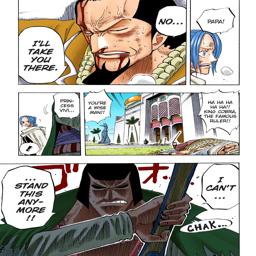 PAPA!
NO...
I'LL
TAKE
YOU
THERE.
HA HA HA
HA HA!!
KING COBRA,
THE FAMOUS
RULER!!
YOU'RE
A WISE
MAN!!
PRIN-
CESS
VIVI...
I
CAN'T
...
CHAK...
...
STAND
THIS
ANY-
MORE
!!